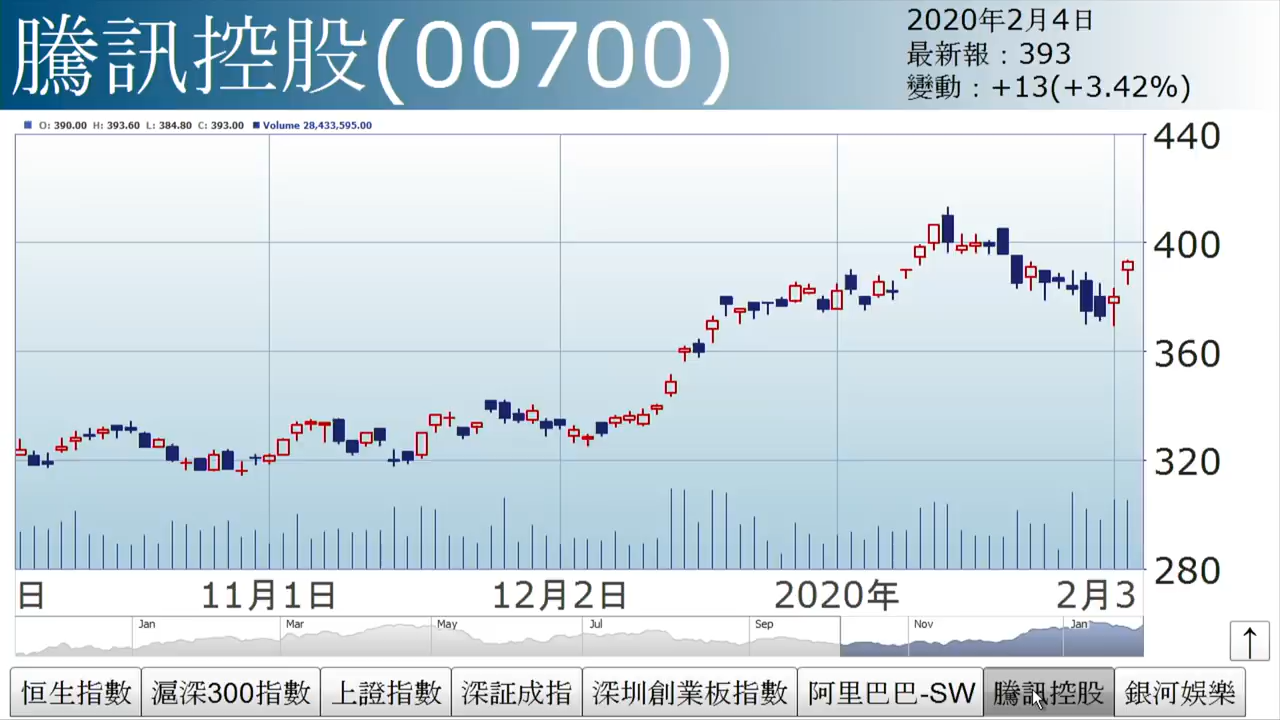 騰訊控股(00700)
2020年2月4日
最新報：393
變動：+13(+3.42%)
O: 390.00 H: 393.60 L: 384.80 C: 393.00 Volume 28,433,595.00
440
400
360
320
280
日 11月1日 12月2日 2020年 2月3
Jan Mar May Jul Sep Nov Jan
↑
恒生指數 滬深300指數 上證指數 深証成指 深圳創業板指數 阿里巴巴-SW 騰訊控股 銀河娛樂